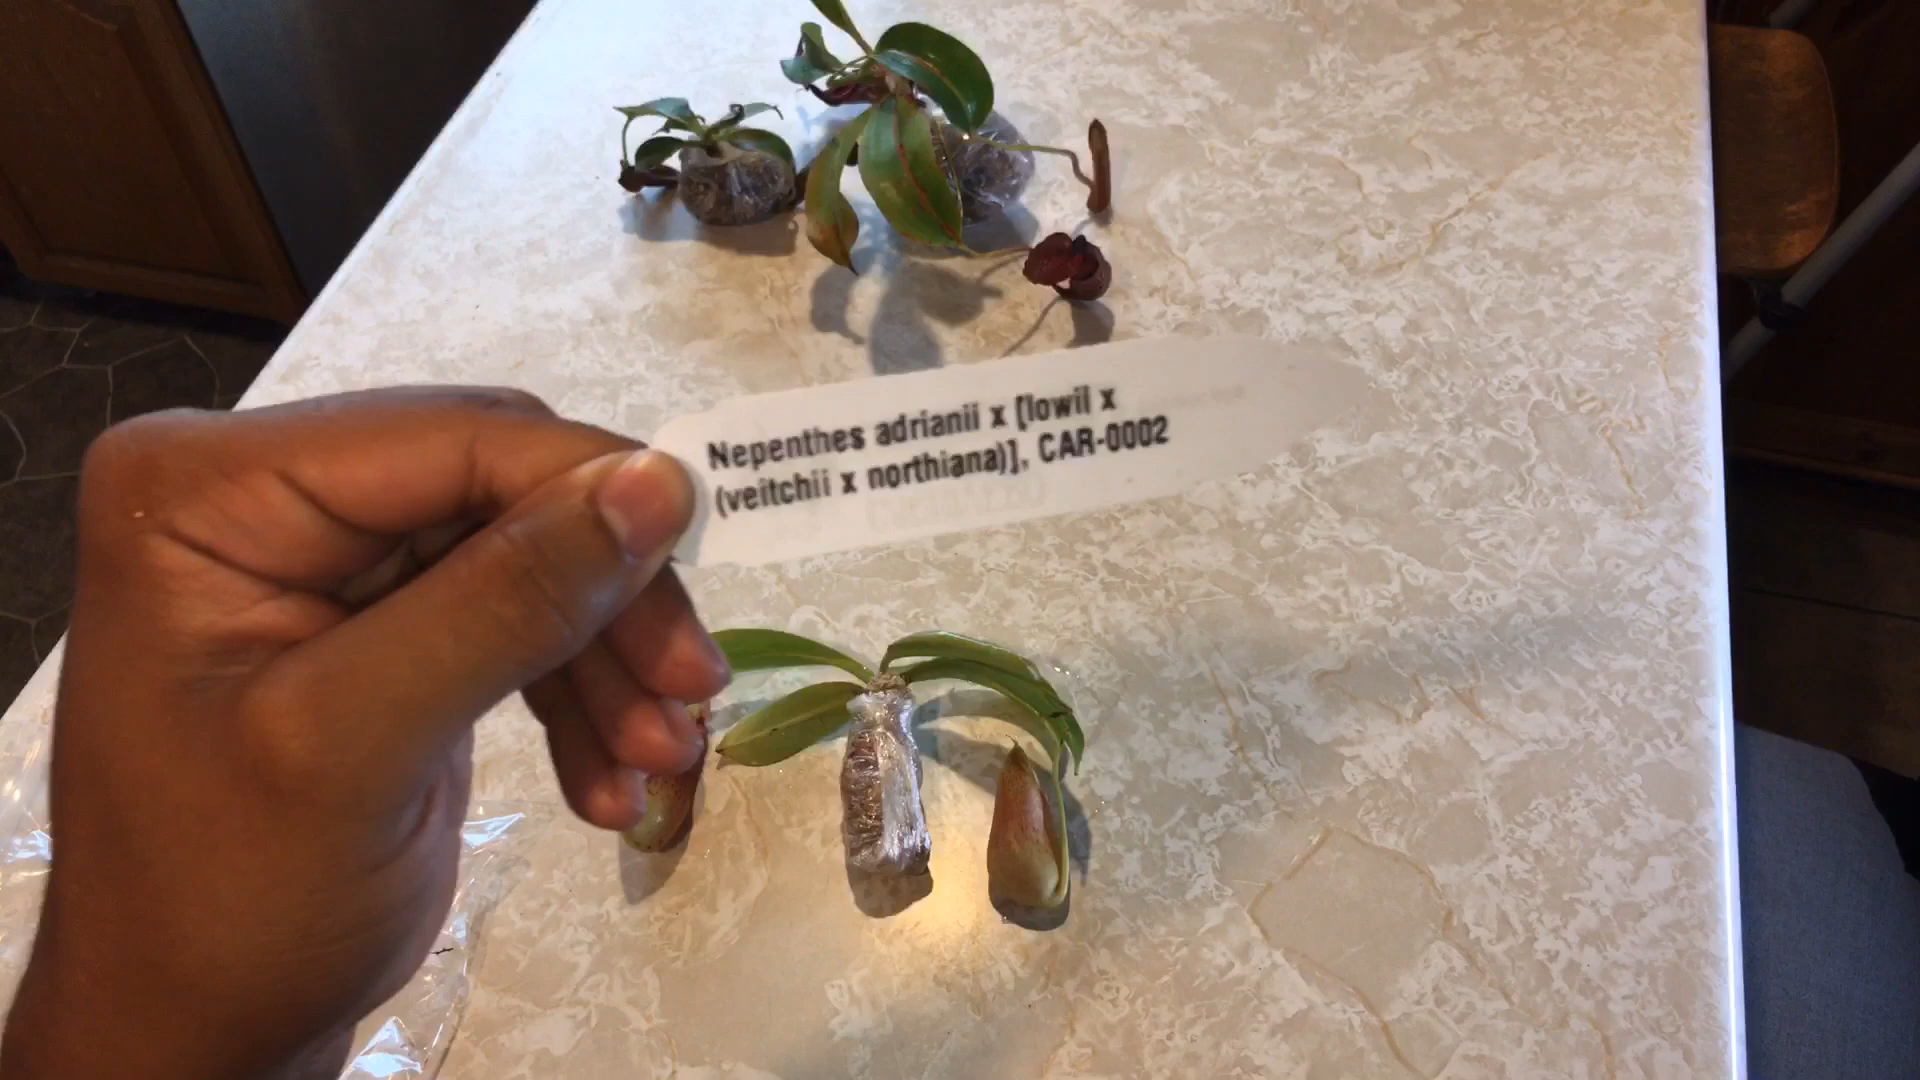 Nepenthes adrianii x [lowii x
(veitchii x northiana)], CAR-0002